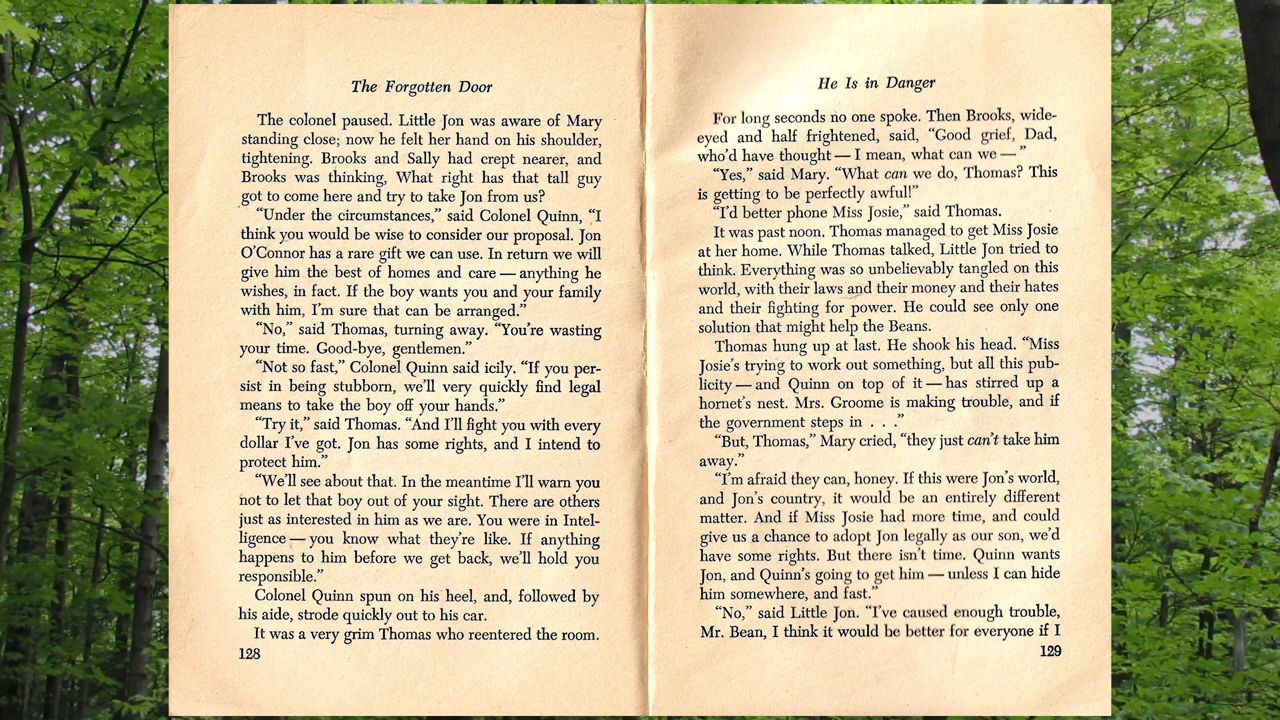 The Forgotten Door
The colonel paused. Little Jon was aware of Mary
standing close; now he felt her hand on his shoulder,
tightening. Brooks and Sally had crept nearer, and
Brooks was thinking, What right has that tall guy
got to come here and try to take Jon from us?
“Under the circumstances,” said Colonel Quinn, “I
think you would be wise to consider our proposal. Jon
O’Connor has a rare gift we can use. In return we will
give him the best of homes and care — anything he
wishes, in fact. If the boy wants you and your family
with him, I’m sure that can be arranged.”
“No,” said Thomas, turning away. “You’re wasting
your time. Good-bye, gentlemen.”
“Not so fast,” Colonel Quinn said icily. “If you per-
sist in being stubborn, we’ll very quickly find legal
means to take the boy off your hands.”
“Try it,” said Thomas. “And I’ll fight you with every
dollar I’ve got. Jon has some rights, and I intend to
protect him.”
“We’ll see about that. In the meantime I’ll warn you
not to let that boy out of your sight. There are others
just as interested in him as we are. You were in Intel-
ligence — you know what they’re like. If anything
happens to him before we get back, we’ll hold you
responsible.”
Colonel Quinn spun on his heel, and, followed by
his aide, strode quickly out to his car.
It was a very grim Thomas who reentered the room.
128
He Is in Danger
For long seconds no one spoke. Then Brooks, wide-
eyed and half frightened, said, “Good grief, Dad,
who’d have thought — I mean, what can we — ”
“Yes,” said Mary. “What can we do, Thomas? This
is getting to be perfectly awful!”
“I’d better phone Miss Josie,” said Thomas.
It was past noon. Thomas managed to get Miss Josie
at her home. While Thomas talked, Little Jon tried to
think. Everything was so unbelievably tangled on this
world, with their laws and their money and their hates
and their fighting for power. He could see only one
solution that might help the Beans.
Thomas hung up at last. He shook his head. “Miss
Josie’s trying to work out something, but all this pub-
licity — and Quinn on top of it — has stirred up a
hornet’s nest. Mrs. Groome is making trouble, and if
the government steps in . . .”
“But, Thomas,” Mary cried, “they just can’t take him
away.”
“I’m afraid they can, honey. If this were Jon’s world,
and Jon’s country, it would be an entirely different
matter. And if Miss Josie had more time, and could
give us a chance to adopt Jon legally as our son, we’d
have some rights. But there isn’t time. Quinn wants
Jon, and Quinn’s going to get him — unless I can hide
him somewhere, and fast.”
“No,” said Little Jon. “I’ve caused enough trouble,
Mr. Bean, I think it would be better for everyone if I
129